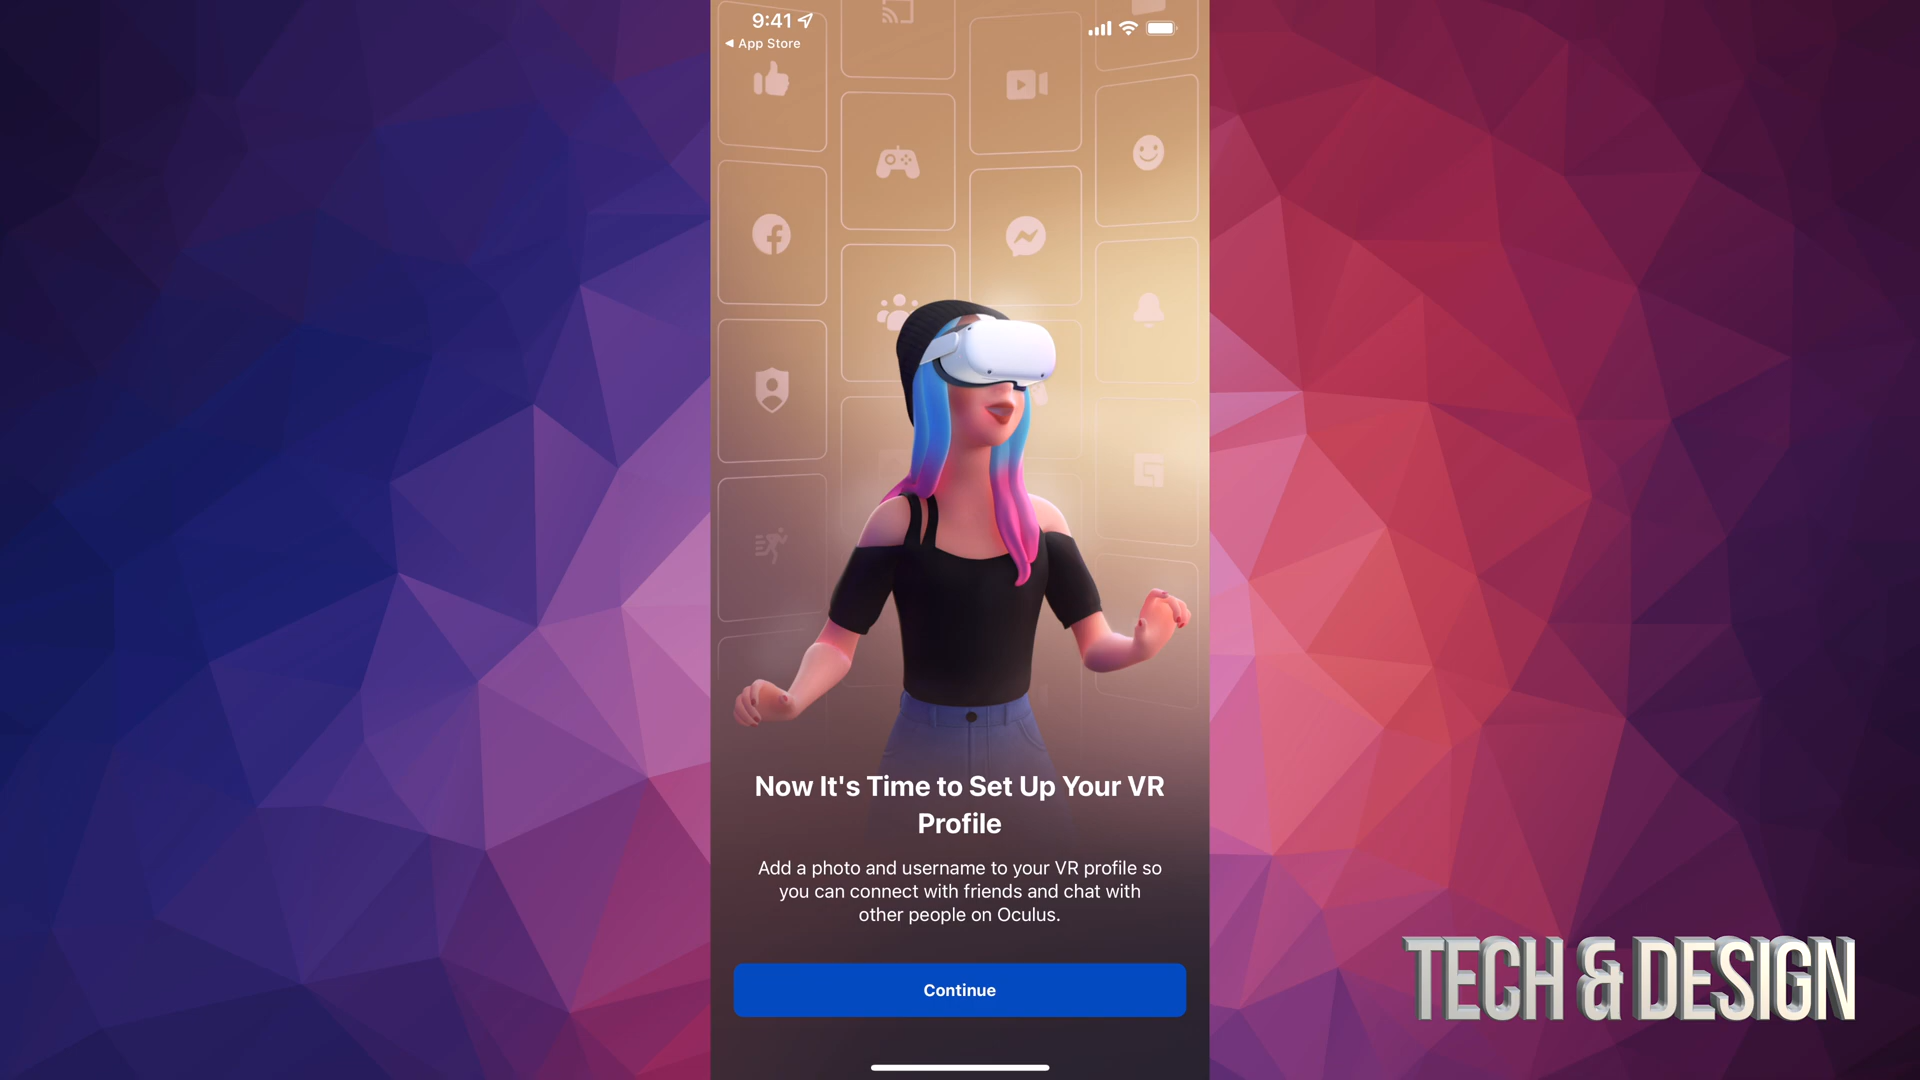 9:41
◀ App Store
Now It's Time to Set Up Your VR
Profile
Add a photo and username to your VR profile so
you can connect with friends and chat with
other people on Oculus.
Continue
TECH & DESIGN